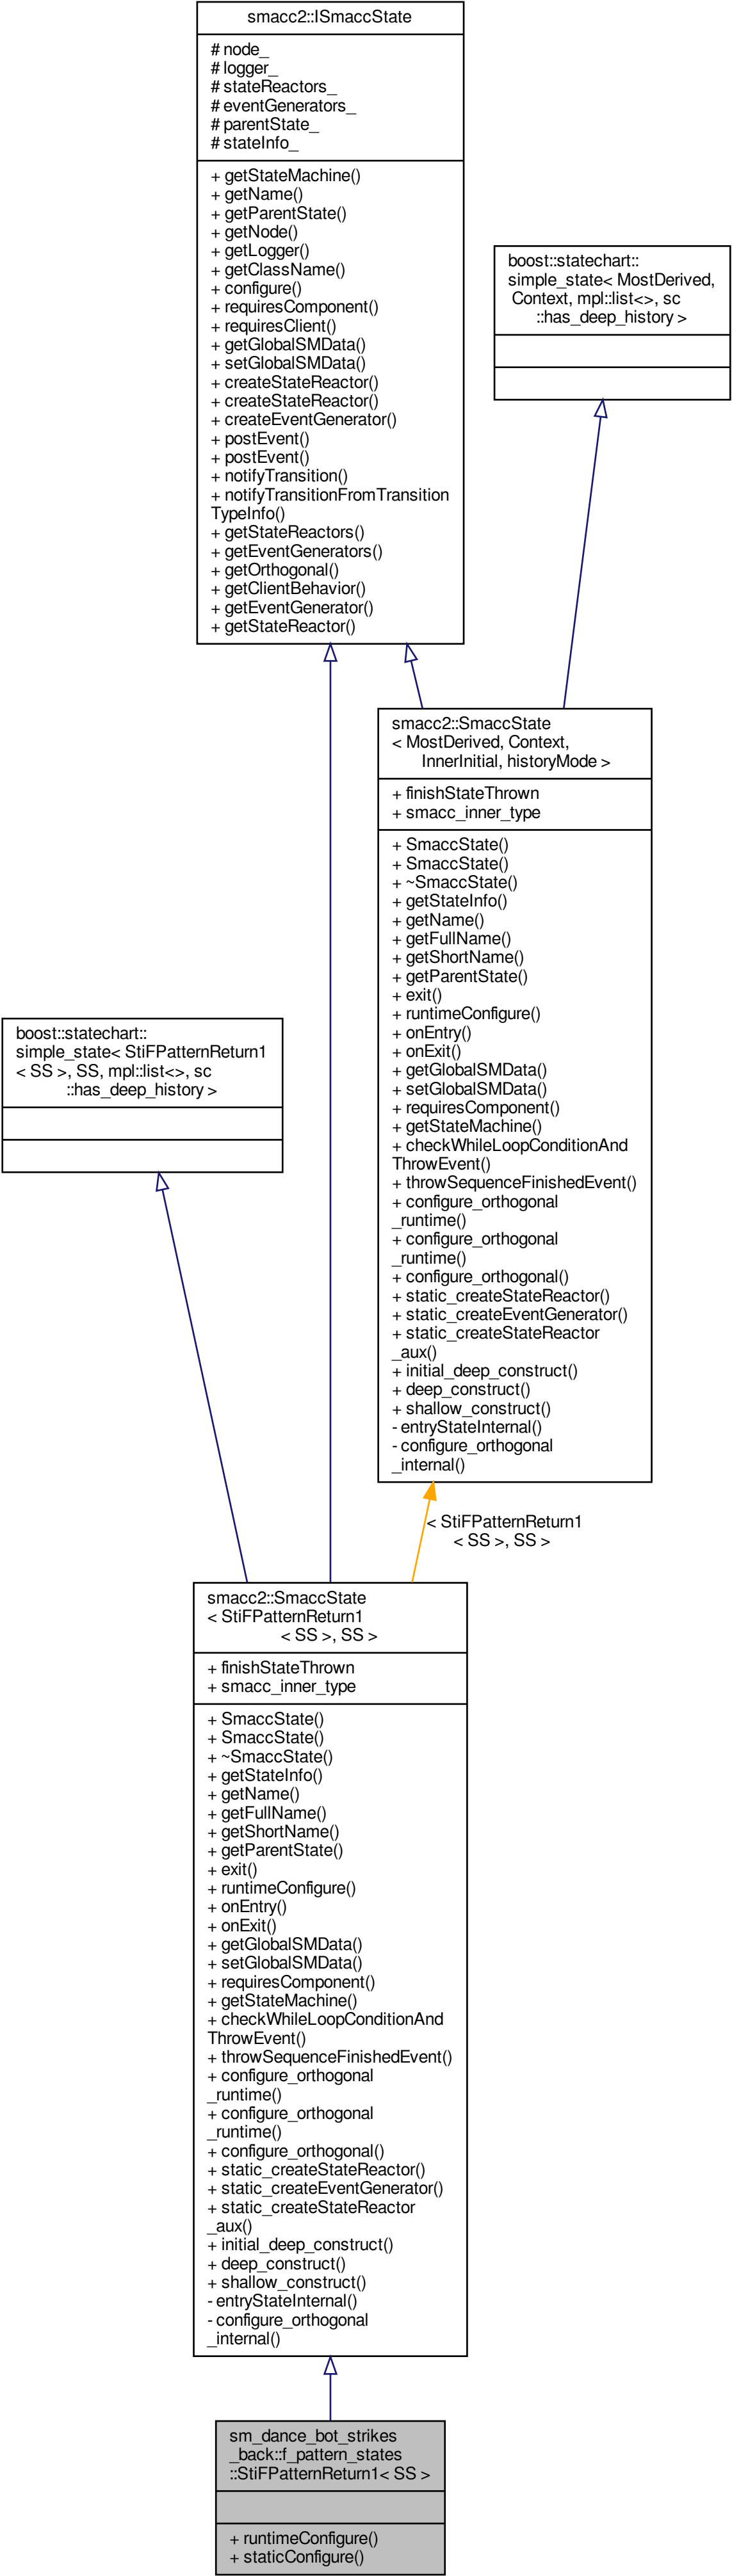 smacc2::ISmaccState
# node_
# logger_
# stateReactors_
# eventGenerators_
# parentState_
# stateInfo_
+ getStateMachine()
+ getName()
+ getParentState()
+ getNode()
+ getLogger()
+ getClassName()
+ configure()
+ requiresComponent()
+ requiresClient()
+ getGlobalSMData()
+ setGlobalSMData()
+ createStateReactor()
+ createStateReactor()
+ createEventGenerator()
+ postEvent()
+ postEvent()
+ notifyTransition()
+ notifyTransitionFromTransition
TypeInfo()
+ getStateReactors()
+ getEventGenerators()
+ getOrthogonal()
+ getClientBehavior()
+ getEventGenerator()
+ getStateReactor()
boost::statechart::
simple_state< MostDerived,
Context, mpl::list<>, sc
::has_deep_history >
smacc2::SmaccState
< MostDerived, Context,
InnerInitial, historyMode >
+ finishStateThrown
+ smacc_inner_type
+ SmaccState()
+ SmaccState()
+ ~SmaccState()
+ getStateInfo()
+ getName()
+ getFullName()
+ getShortName()
+ getParentState()
+ exit()
+ runtimeConfigure()
+ onEntry()
+ onExit()
+ getGlobalSMData()
+ setGlobalSMData()
+ requiresComponent()
+ getStateMachine()
+ checkWhileLoopConditionAnd
ThrowEvent()
+ throwSequenceFinishedEvent()
+ configure_orthogonal
_runtime()
+ configure_orthogonal
_runtime()
+ configure_orthogonal()
+ static_createStateReactor()
+ static_createEventGenerator()
+ static_createStateReactor
_aux()
+ initial_deep_construct()
+ deep_construct()
+ shallow_construct()
- entryStateInternal()
- configure_orthogonal
_internal()
boost::statechart::
simple_state< StiFPatternReturn1
< SS >, SS, mpl::list<>, sc
::has_deep_history >
< StiFPatternReturn1
< SS >, SS >
smacc2::SmaccState
< StiFPatternReturn1
< SS >, SS >
+ finishStateThrown
+ smacc_inner_type
+ SmaccState()
+ SmaccState()
+ ~SmaccState()
+ getStateInfo()
+ getName()
+ getFullName()
+ getShortName()
+ getParentState()
+ exit()
+ runtimeConfigure()
+ onEntry()
+ onExit()
+ getGlobalSMData()
+ setGlobalSMData()
+ requiresComponent()
+ getStateMachine()
+ checkWhileLoopConditionAnd
ThrowEvent()
+ throwSequenceFinishedEvent()
+ configure_orthogonal
_runtime()
+ configure_orthogonal
_runtime()
+ configure_orthogonal()
+ static_createStateReactor()
+ static_createEventGenerator()
+ static_createStateReactor
_aux()
+ initial_deep_construct()
+ deep_construct()
+ shallow_construct()
- entryStateInternal()
- configure_orthogonal
_internal()
sm_dance_bot_strikes
_back::f_pattern_states
::StiFPatternReturn1< SS >
+ runtimeConfigure()
+ staticConfigure()